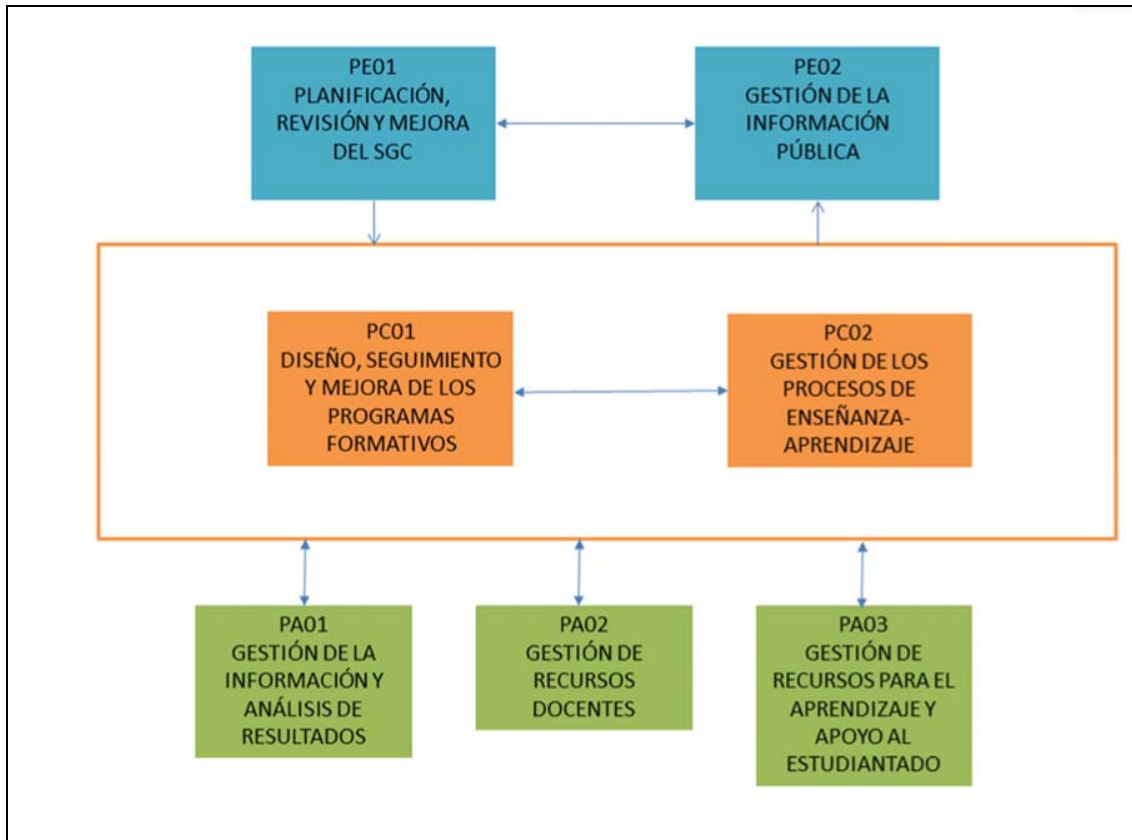 PE01
PLANIFICACIÓN,
REVISIÓN Y MEJORA
DEL SGC
PE02
GESTIÓN DE LA
INFORMACIÓN
PÚBLICA
PC01
DISEÑO, SEGUIMIENTO
Y MEJORA DE LOS
PROGRAMAS
FORMATIVOS
PC02
GESTIÓN DE LOS
PROCESOS DE
ENSEÑANZA-
APRENDIZAJE
PA01
GESTIÓN DE LA
INFORMACIÓN Y
ANÁLISIS DE
RESULTADOS
PA02
GESTIÓN DE
RECURSOS
DOCENTES
PA03
GESTIÓN DE
RECURSOS PARA EL
APRENDIZAJE Y
APOYO AL
ESTUDIANTADO